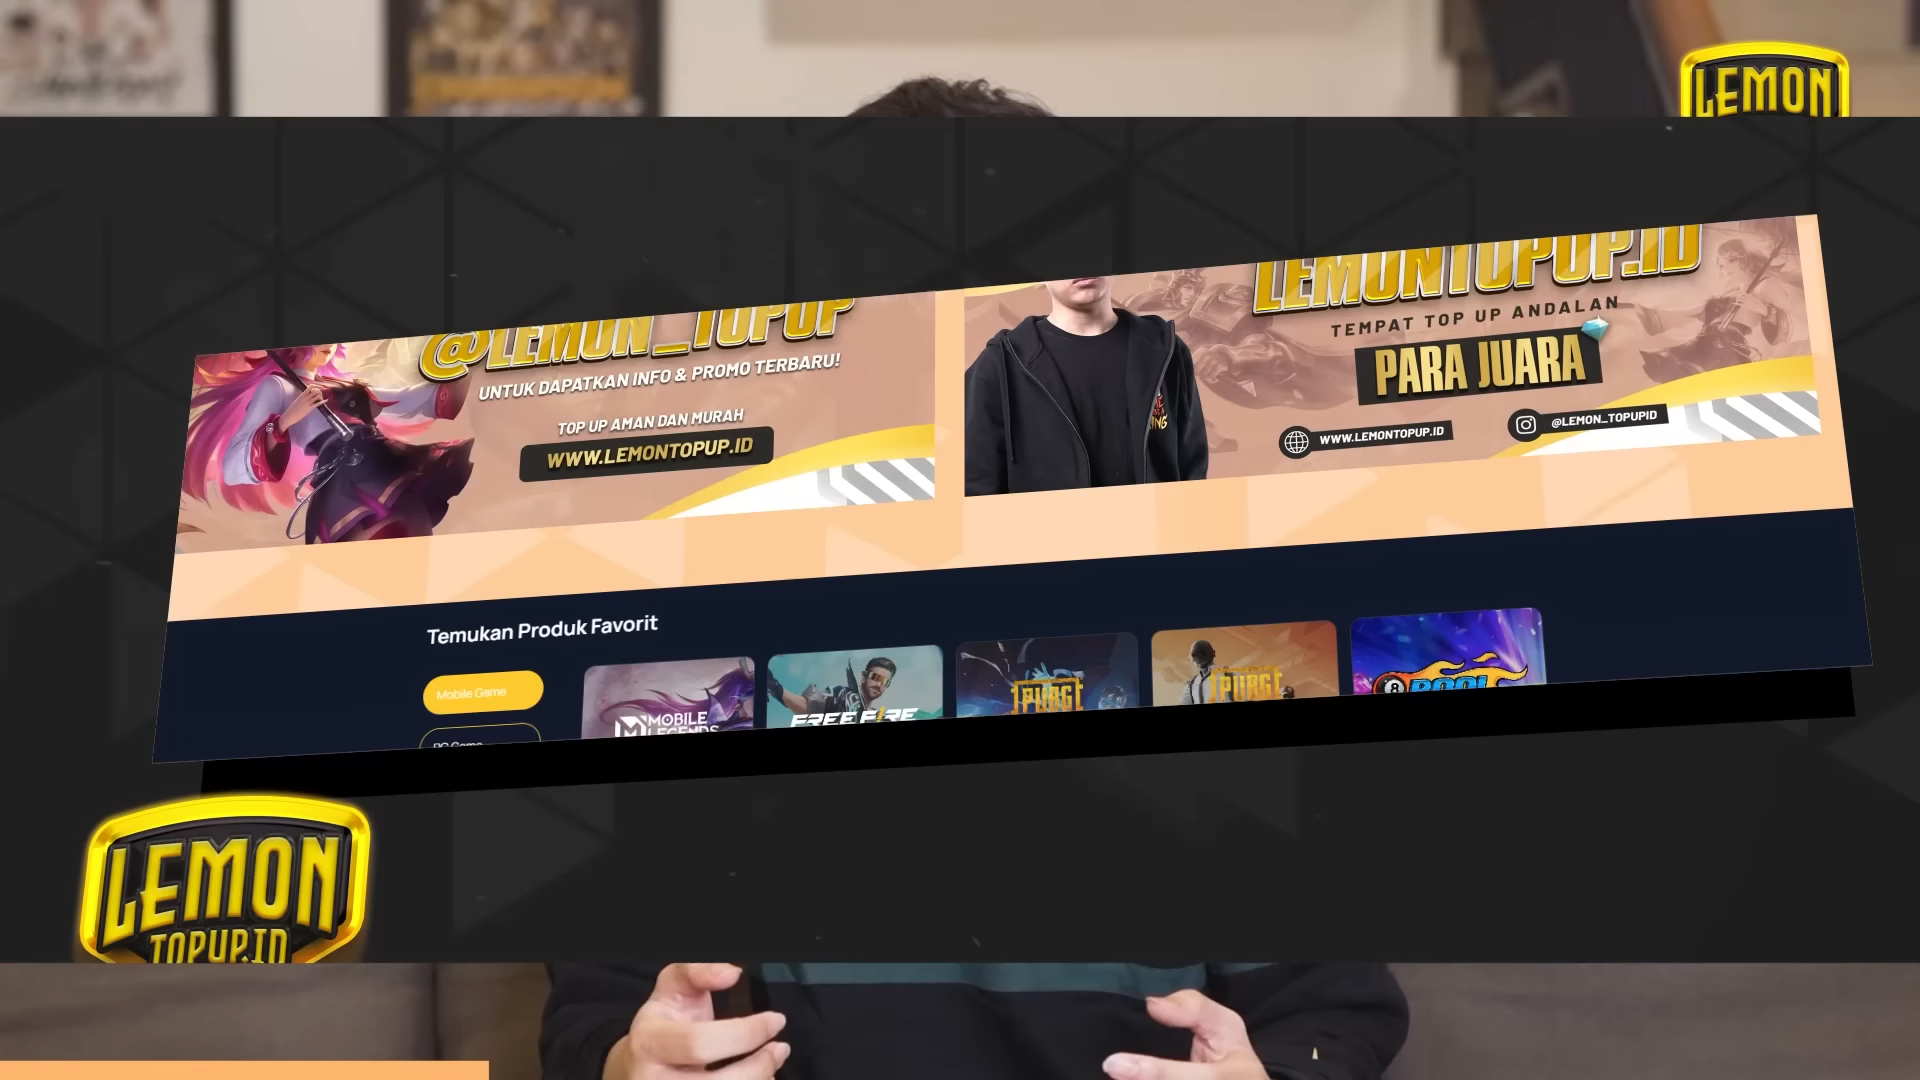 LEMON
@LEMON_TOPUP
UNTUK DAPATKAN INFO & PROMO TERBARU!
TOP UP AMAN DAN MURAH
WWW.LEMONTOPUP.ID
LEMONTOPUP.ID
TEMPAT TOP UP ANDALAN
PARA JUARA
WWW.LEMONTOPUP.ID
@LEMON_TOPUPID
Temukan Produk Favorit
Mobile Game
PC Game
MOBILE
LEGENDS
FREE FIRE
PUBG
PUBG
8 POOL
LEMON
TOPUP.ID